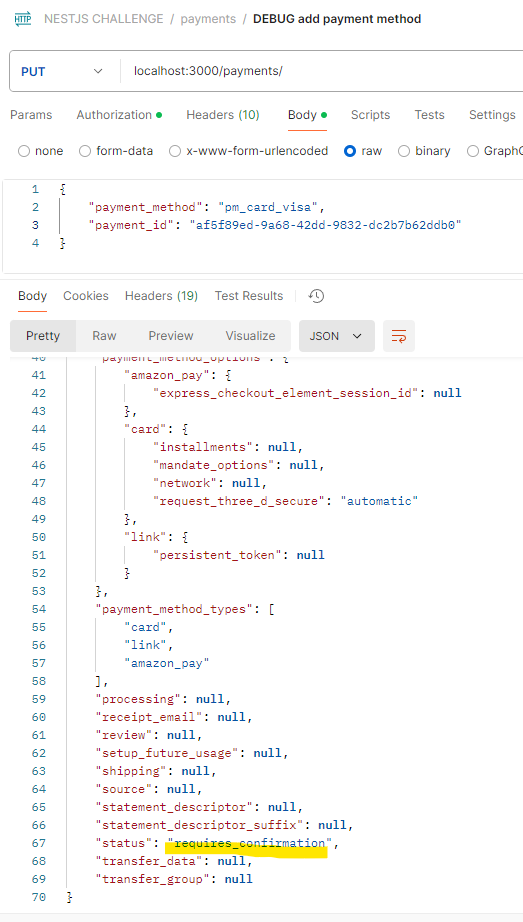 HTTP NESTJS CHALLENGE / payments / DEBUG add payment method
PUT localhost:3000/payments/
Params Authorization Headers (10) Body Scripts Tests Settings
none form-data x-www-form-urlencoded raw binary GraphQ
1 {
2 "payment_method": "pm_card_visa",
3 "payment_id": "af5f89ed-9a68-42dd-9832-dc2b7b62ddb0"
4 }
Body Cookies Headers (19) Test Results
Pretty Raw Preview Visualize JSON
40 "payment_method_options": {
41 "amazon_pay": {
42 "express_checkout_element_session_id": null
43 },
44 "card": {
45 "installments": null,
46 "mandate_options": null,
47 "network": null,
48 "request_three_d_secure": "automatic"
49 },
50 "link": {
51 "persistent_token": null
52 }
53 },
54 "payment_method_types": [
55 "card",
56 "link",
57 "amazon_pay"
58 ],
59 "processing": null,
60 "receipt_email": null,
61 "review": null,
62 "setup_future_usage": null,
63 "shipping": null,
64 "source": null,
65 "statement_descriptor": null,
66 "statement_descriptor_suffix": null,
67 "status": "requires_confirmation",
68 "transfer_data": null,
69 "transfer_group": null
70 }